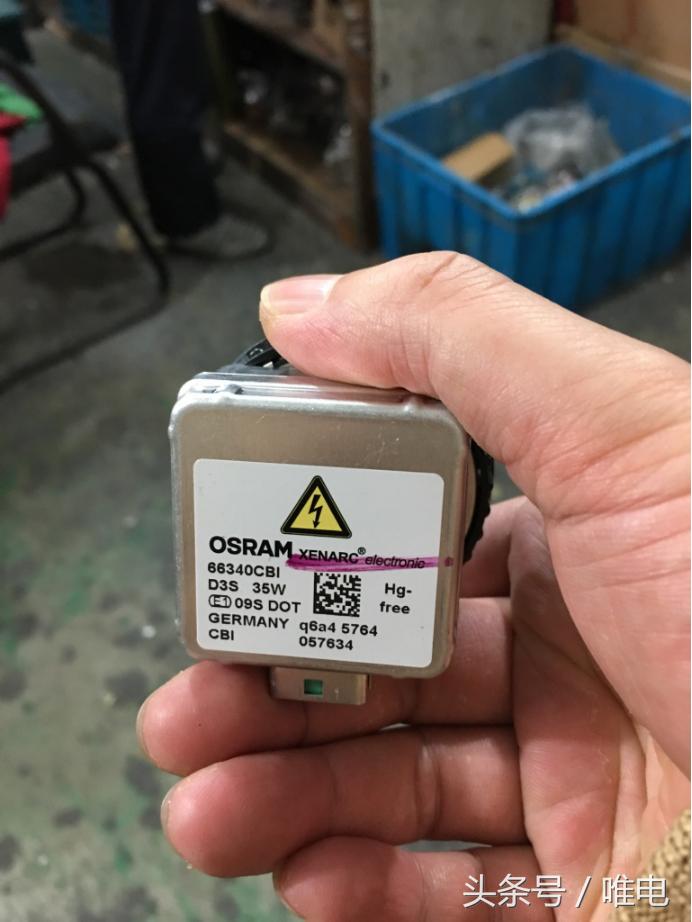 OSRAM XENARC® electronic
66340CBI
D3S 35W
Hg-
free
E1 09S DOT
GERMANY q6a4 5764
CBI 057634
头条号 / 唯电